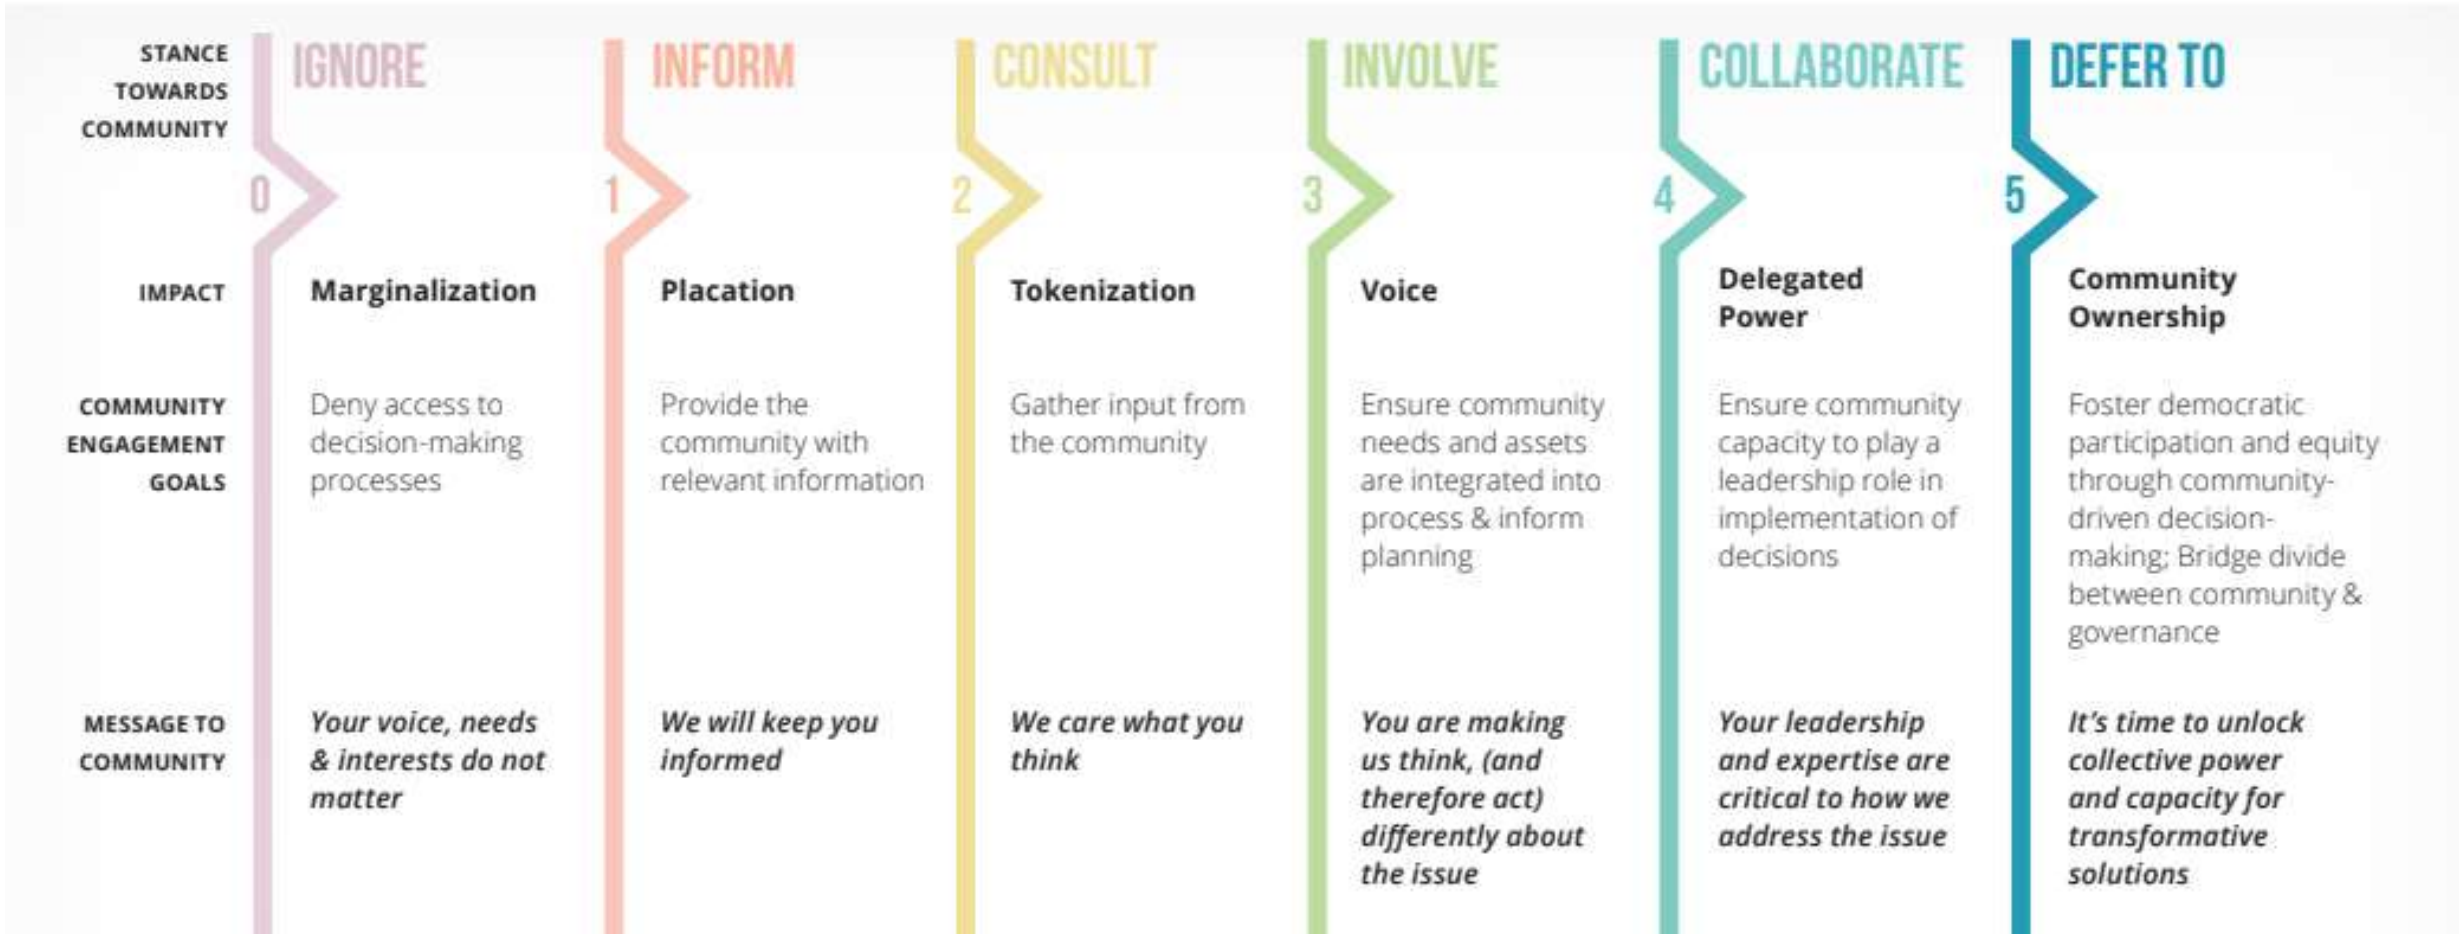 STANCE
TOWARDS
COMMUNITY
IGNORE
INFORM
CONSULT
INVOLVE
COLLABORATE
DEFER TO
0
1
2
3
4
5
IMPACT
Marginalization
Placation
Tokenization
Voice
Delegated
Power
Community
Ownership
COMMUNITY
ENGAGEMENT
GOALS
Deny access to
decision-making
processes
Provide the
community with
relevant information
Gather input from
the community
Ensure community
needs and assets
are integrated into
process & inform
planning
Ensure community
capacity to play a
leadership role in
implementation of
decisions
Foster democratic
participation and equity
through community-
driven decision-
making; Bridge divide
between community &
governance
MESSAGE TO
COMMUNITY
Your voice, needs
& interests do not
matter
We will keep you
informed
We care what you
think
You are making
us think, (and
therefore act)
differently about
the issue
Your leadership
and expertise are
critical to how we
address the issue
It's time to unlock
collective power
and capacity for
transformative
solutions